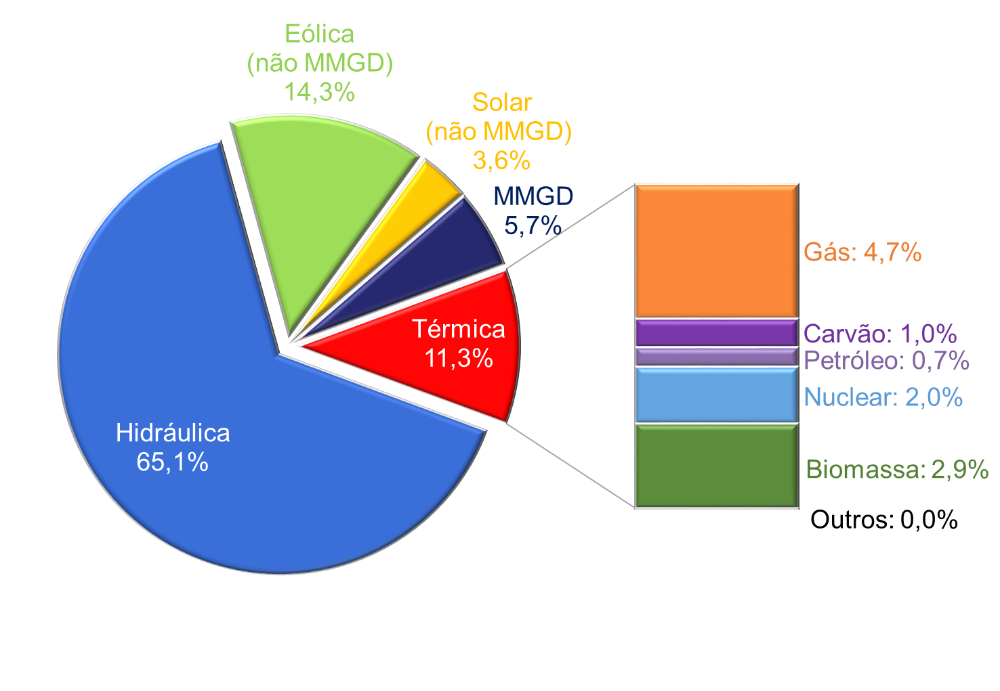 Eólica
(não MMGD)
14,3%
Solar
(não MMGD)
3,6%
MMGD
5,7%
Térmica
11,3%
Hidráulica
65,1%
Gás: 4,7%
Carvão: 1,0%
Petróleo: 0,7%
Nuclear: 2,0%
Biomassa: 2,9%
Outros: 0,0%